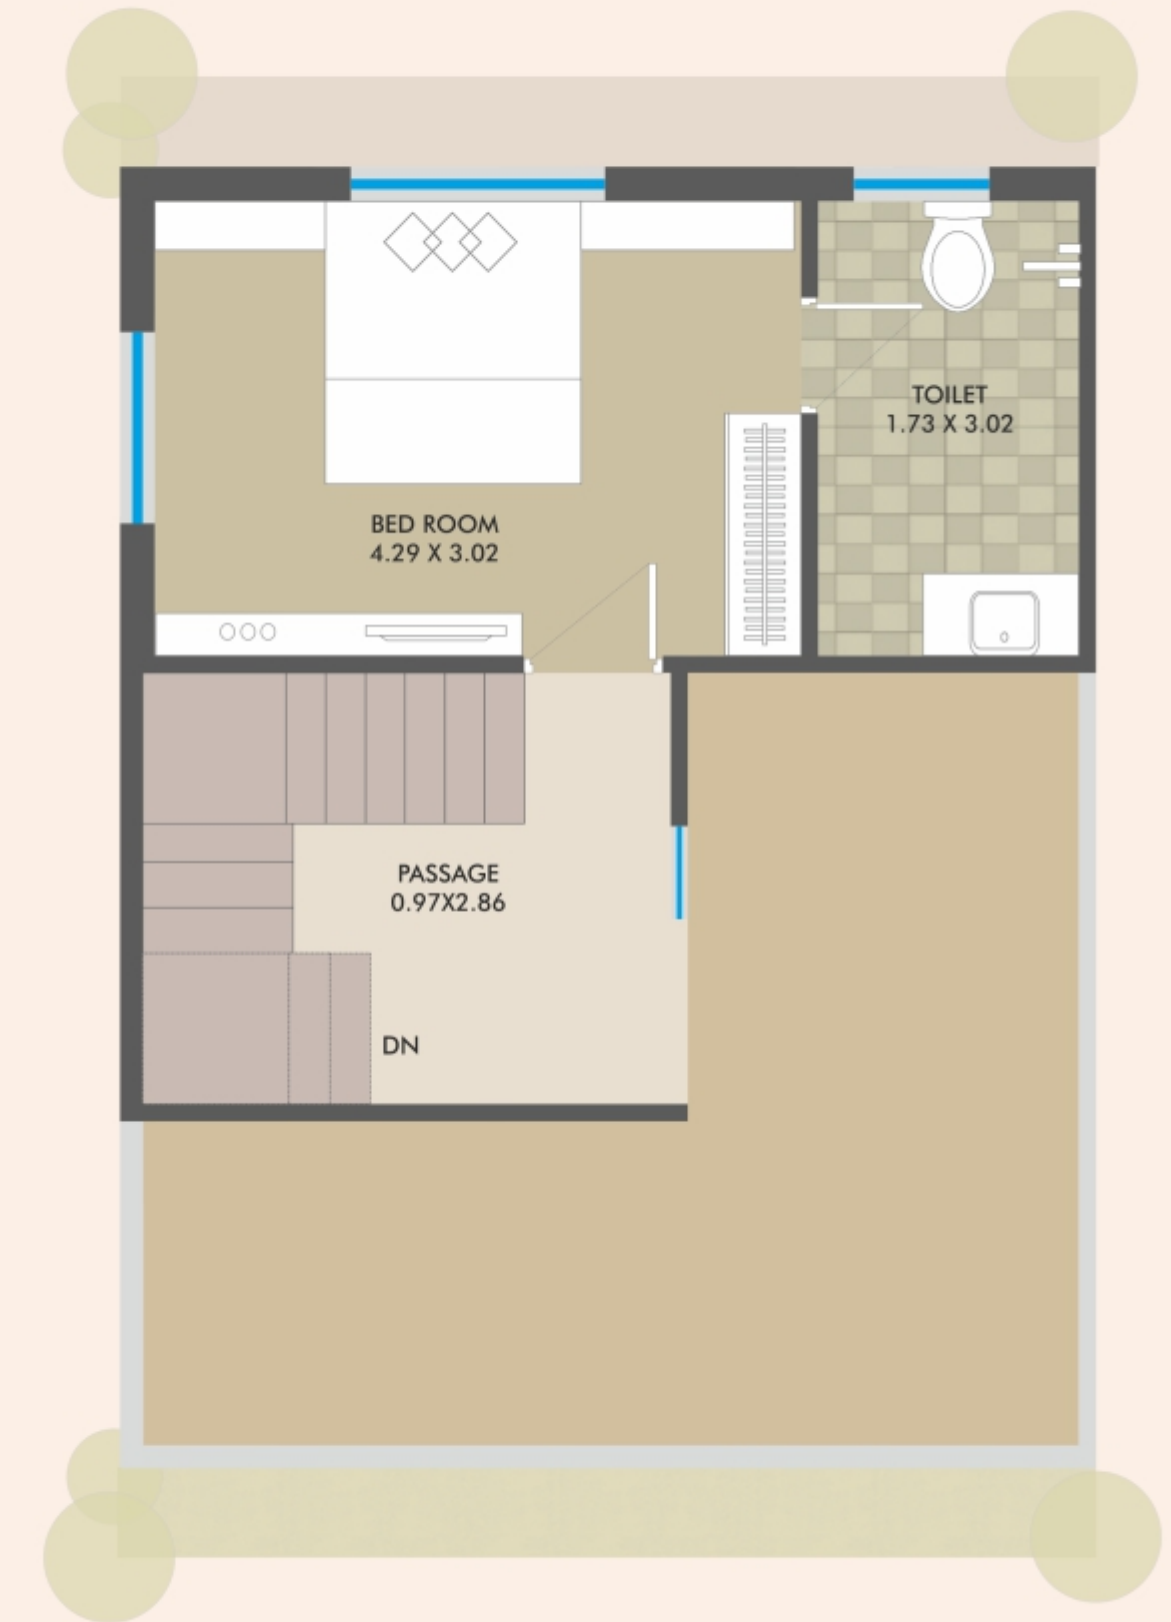 TOILET
1.73 X 3.02
BED ROOM
4.29 X 3.02
PASSAGE
0.97X2.86
DN